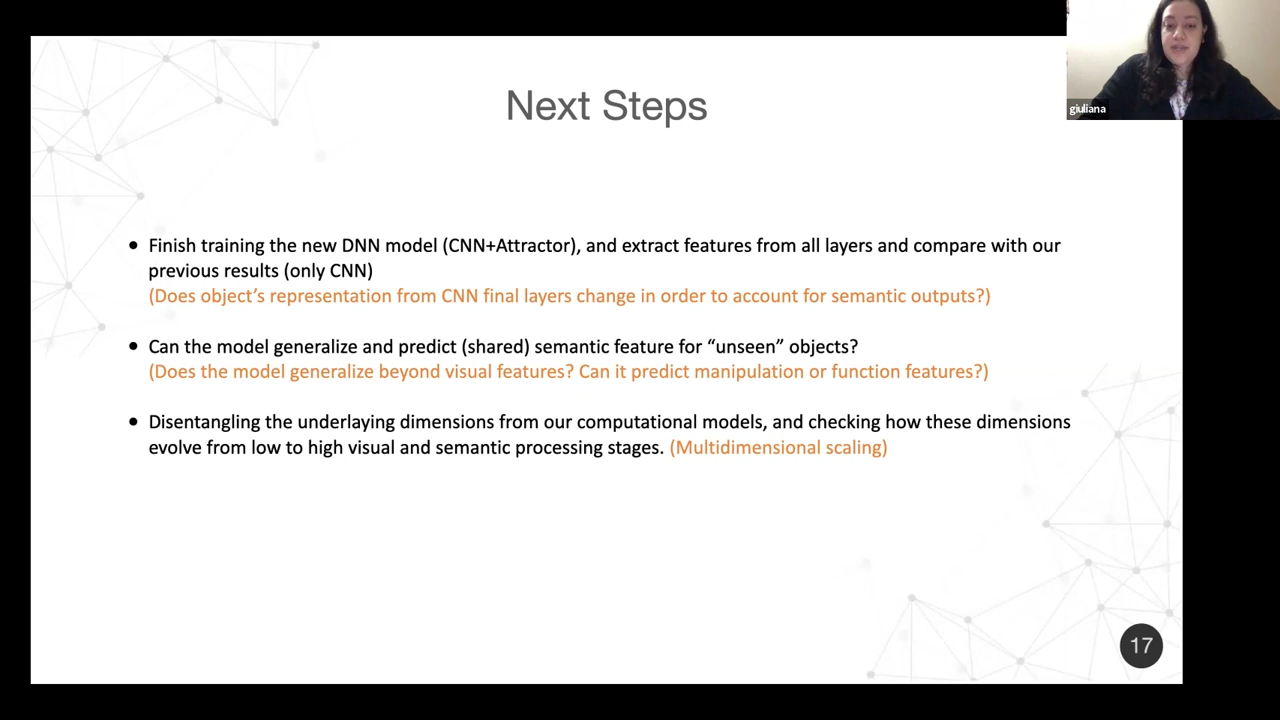 giuliana
Next Steps
• Finish training the new DNN model (CNN+Attractor), and extract features from all layers and compare with our
previous results (only CNN)
(Does object’s representation from CNN final layers change in order to account for semantic outputs?)
• Can the model generalize and predict (shared) semantic feature for “unseen” objects?
(Does the model generalize beyond visual features? Can it predict manipulation or function features?)
• Disentangling the underlaying dimensions from our computational models, and checking how these dimensions
evolve from low to high visual and semantic processing stages. (Multidimensional scaling)
17